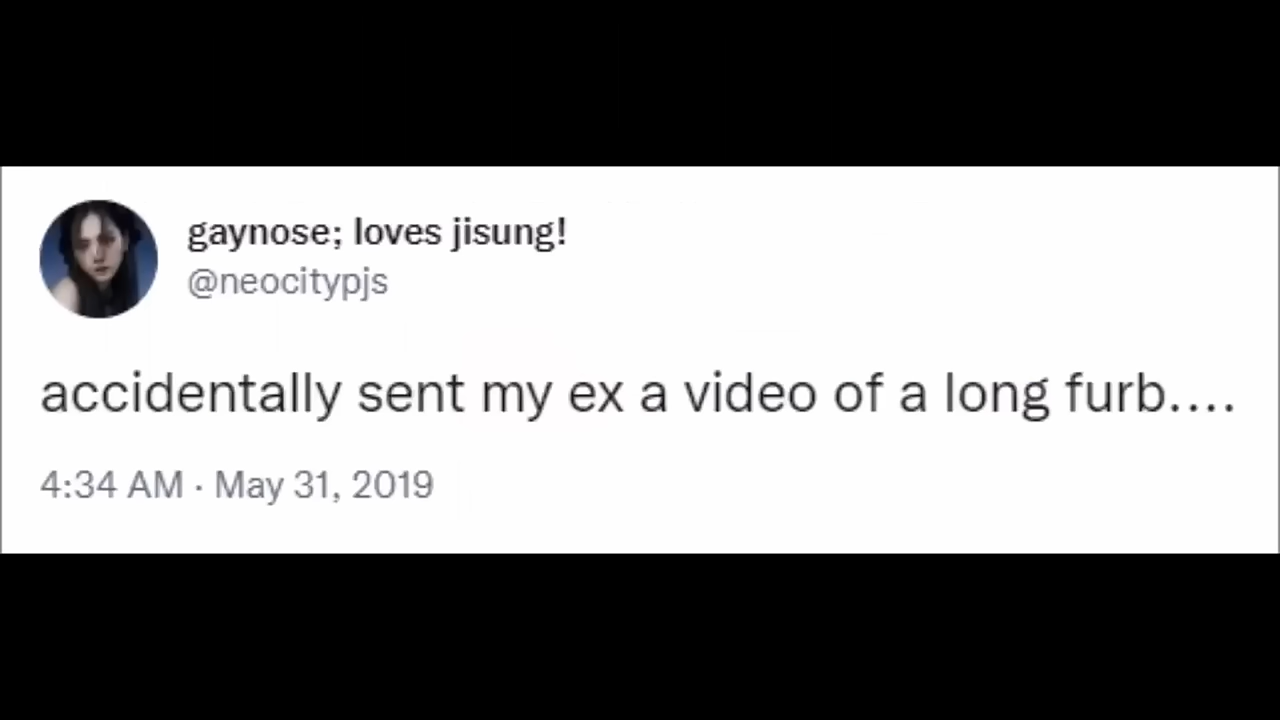 gaynose; loves jisung!
@neocitypjs
accidentally sent my ex a video of a long furb....
4:34 AM · May 31, 2019